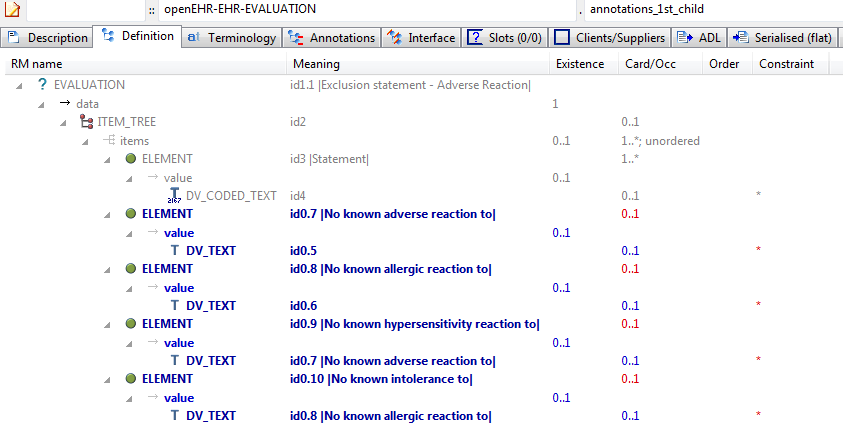 :: openEHR-EHR-EVALUATION . annotations_1st_child
Description Definition Terminology Annotations Interface Slots (0/0) Clients/Suppliers ADL Serialised (flat)
RM name Meaning Existence Card/Occ Order Constraint
EVALUATION id1.1 |Exclusion statement - Adverse Reaction|
data 1
ITEM_TREE id2 0..1
items 0..1 1..*; unordered
ELEMENT id3 |Statement| 1..*
value 0..1
DV_CODED_TEXT id4 0..1 *
ELEMENT id0.7 |No known adverse reaction to| 0..1
value 0..1
DV_TEXT id0.5 0..1 *
ELEMENT id0.8 |No known allergic reaction to| 0..1
value 0..1
DV_TEXT id0.6 0..1 *
ELEMENT id0.9 |No known hypersensitivity reaction to| 0..1
value 0..1
DV_TEXT id0.7 |No known adverse reaction to| 0..1 *
ELEMENT id0.10 |No known intolerance to| 0..1
value 0..1
DV_TEXT id0.8 |No known allergic reaction to| 0..1 *